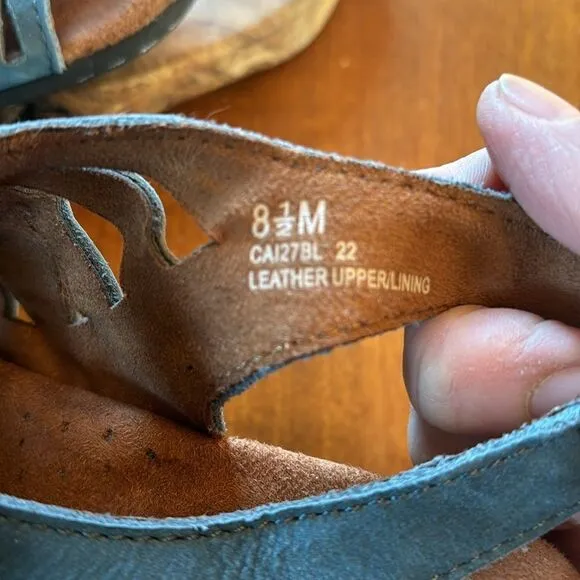 8½M
CAI27BL 22
LEATHER UPPER/LINING